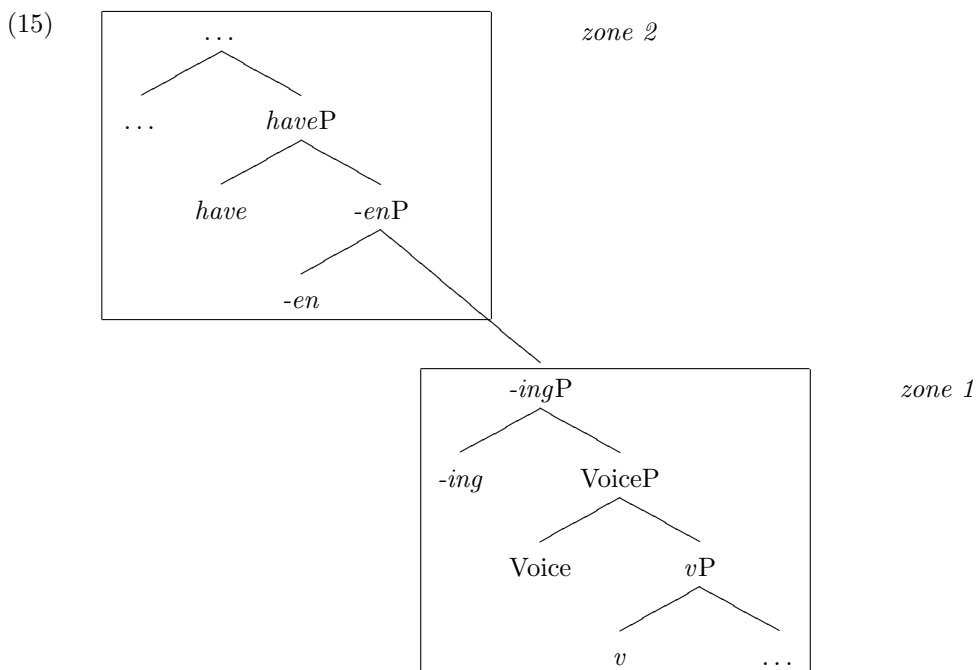 (15)
... zone 2
... haveP
have -enP
-en
-ingP zone 1
-ing VoiceP
Voice vP
v ...